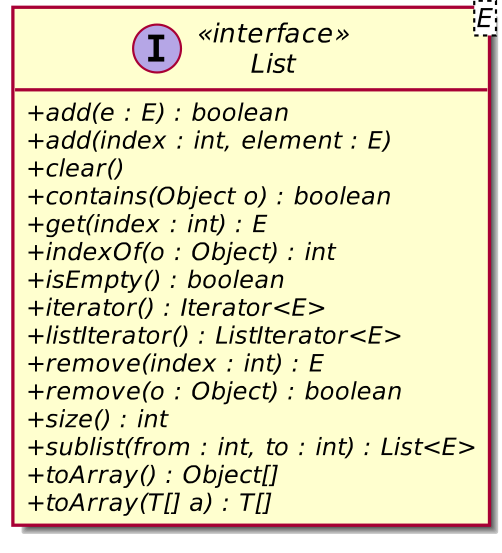 E
I
«interface»
List
+add(e : E) : boolean
+add(index : int, element : E)
+clear()
+contains(Object o) : boolean
+get(index : int) : E
+indexOf(o : Object) : int
+isEmpty() : boolean
+iterator() : Iterator<E>
+listIterator() : ListIterator<E>
+remove(index : int) : E
+remove(o : Object) : boolean
+size() : int
+sublist(from : int, to : int) : List<E>
+toArray() : Object[]
+toArray(T[] a) : T[]